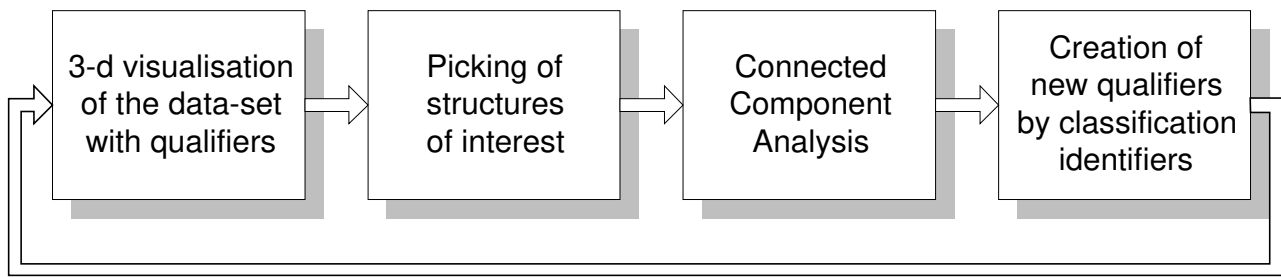 3-d visualisation
of the data-set
with qualifiers
Picking of
structures
of interest
Connected
Component
Analysis
Creation of
new qualifiers
by classification
identifiers